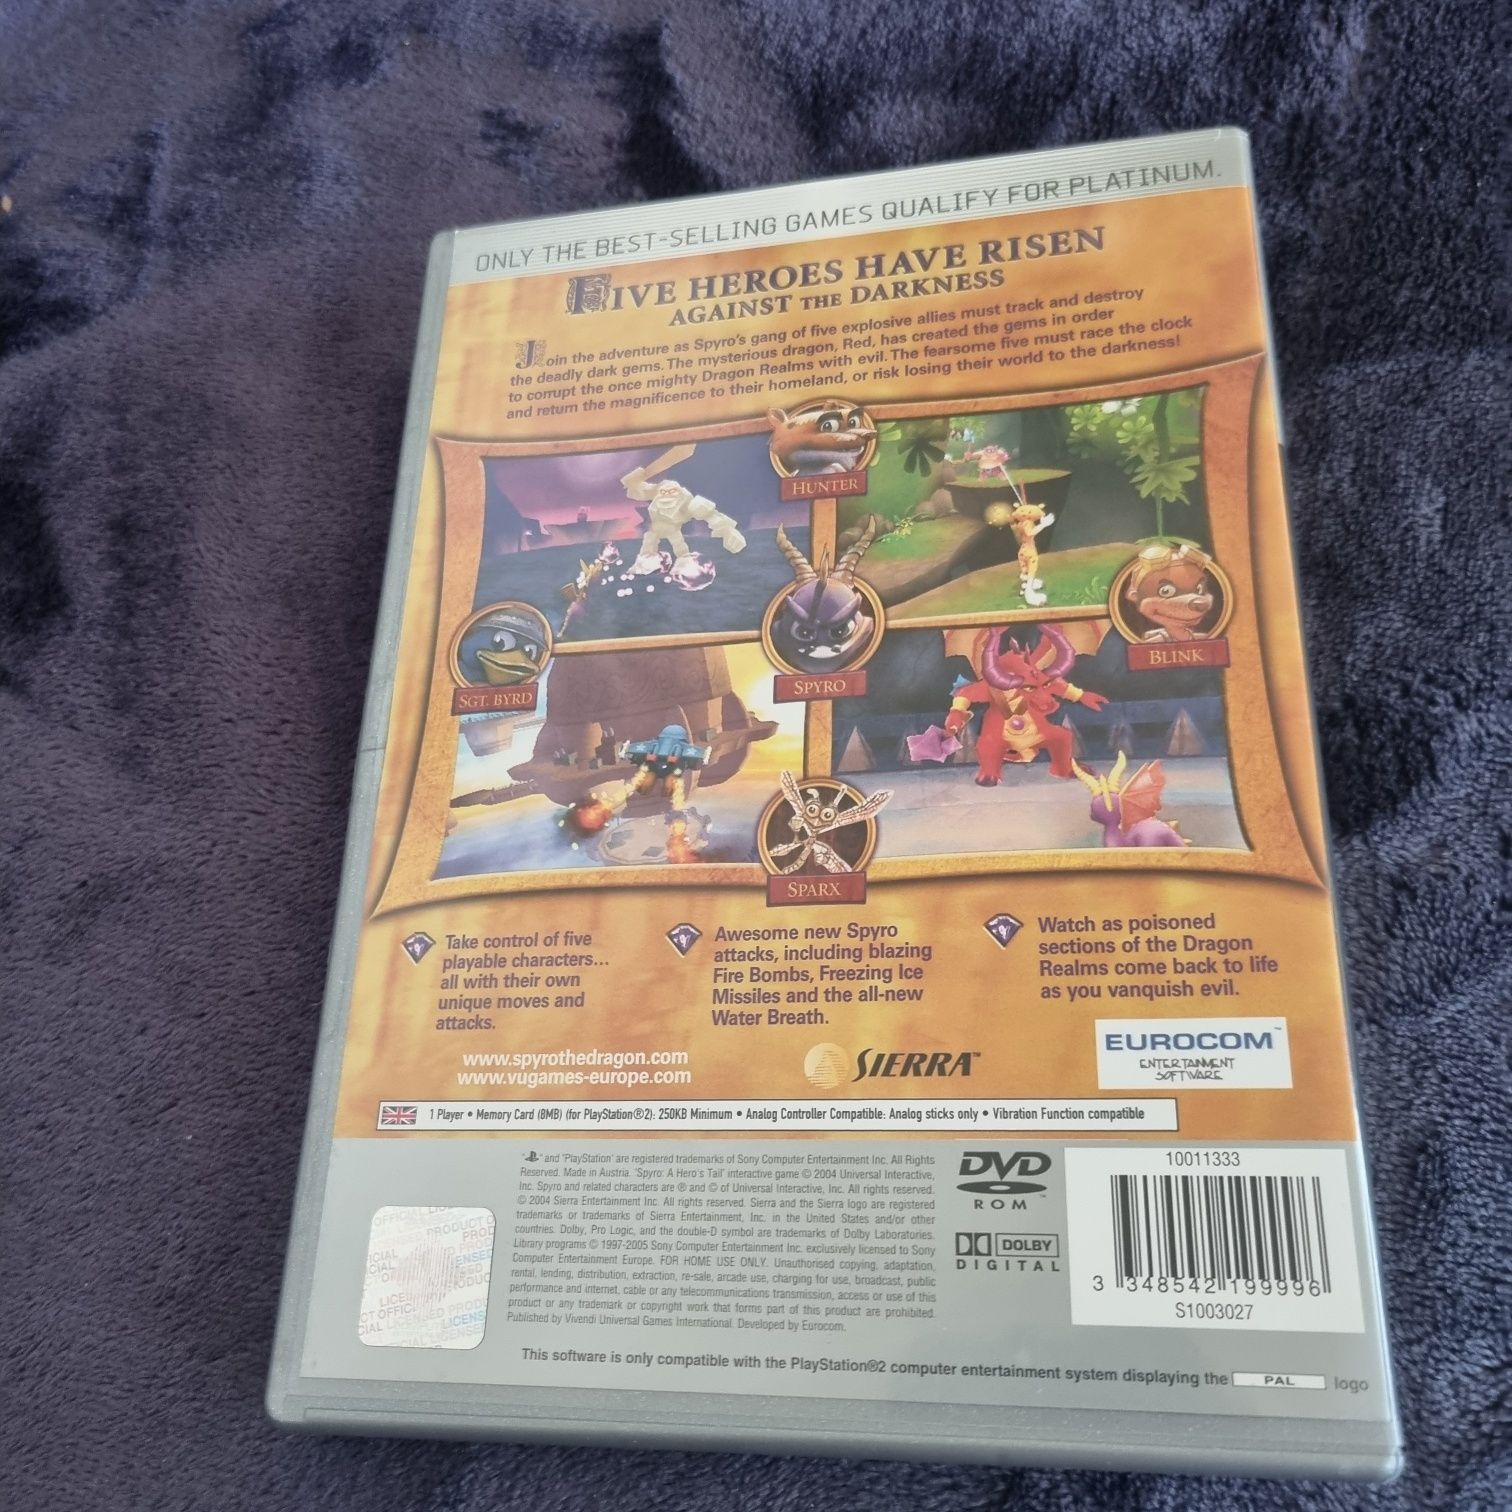 ONLY THE BEST-SELLING GAMES QUALIFY FOR PLATINUM.
FIVE HEROES HAVE RISEN
AGAINST THE DARKNESS
Join the adventure as Spyro's gang of five explosive allies must track and destroy
the deadly dark gems. The mysterious dragon, Red, has created the gems in order
to corrupt the once mighty Dragon Realms with evil. The fearsome five must race the clock
and return the magnificence to their homeland, or risk losing their world to the darkness!
HUNTER
SGT. BYRD
SPYRO
BLINK
SPARX
Take control of five
playable characters...
all with their own
unique moves and
attacks.
Awesome new Spyro
attacks, including blazing
Fire Bombs, Freezing Ice
Missiles and the all-new
Water Breath.
Watch as poisoned
sections of the Dragon
Realms come back to life
as you vanquish evil.
www.spyrothedragon.com
www.vugames-europe.com
SIERRA™
EUROCOM™
ENTERTAINMENT
SOFTWARE
1 Player • Memory Card (8MB) (for PlayStation®2): 250KB Minimum • Analog Controller Compatible: Analog sticks only • Vibration Function compatible
" " and "PlayStation" are registered trademarks of Sony Computer Entertainment Inc. All Rights
Reserved. Made in Austria. "Spyro: A Hero's Tail" interactive game © 2004 Universal Interactive,
Inc. Spyro and related characters are ® and © of Universal Interactive, Inc. All rights reserved.
© 2004 Sierra Entertainment Inc. All rights reserved. Sierra and the Sierra logo are registered
trademarks or trademarks of Sierra Entertainment, Inc. in the United States and/or other
countries. Dolby, Pro Logic, and the double-D symbol are trademarks of Dolby Laboratories.
Library programs © 1997-2005 Sony Computer Entertainment Inc. exclusively licensed to Sony
Computer Entertainment Europe. FOR HOME USE ONLY. Unauthorised copying, adaptation,
rental, lending, distribution, extraction, re-sale, arcade use, charging for use, broadcast, public
performance and internet, cable or any telecommunications transmission, access or use of this
product or any trademark or copyright work that forms part of this product are prohibited.
Published by Vivendi Universal Games International. Developed by Eurocom.
DVD
ROM
DOLBY
DIGITAL
10011333
3 348542 199996
S1003027
This software is only compatible with the PlayStation®2 computer entertainment system displaying the PAL logo